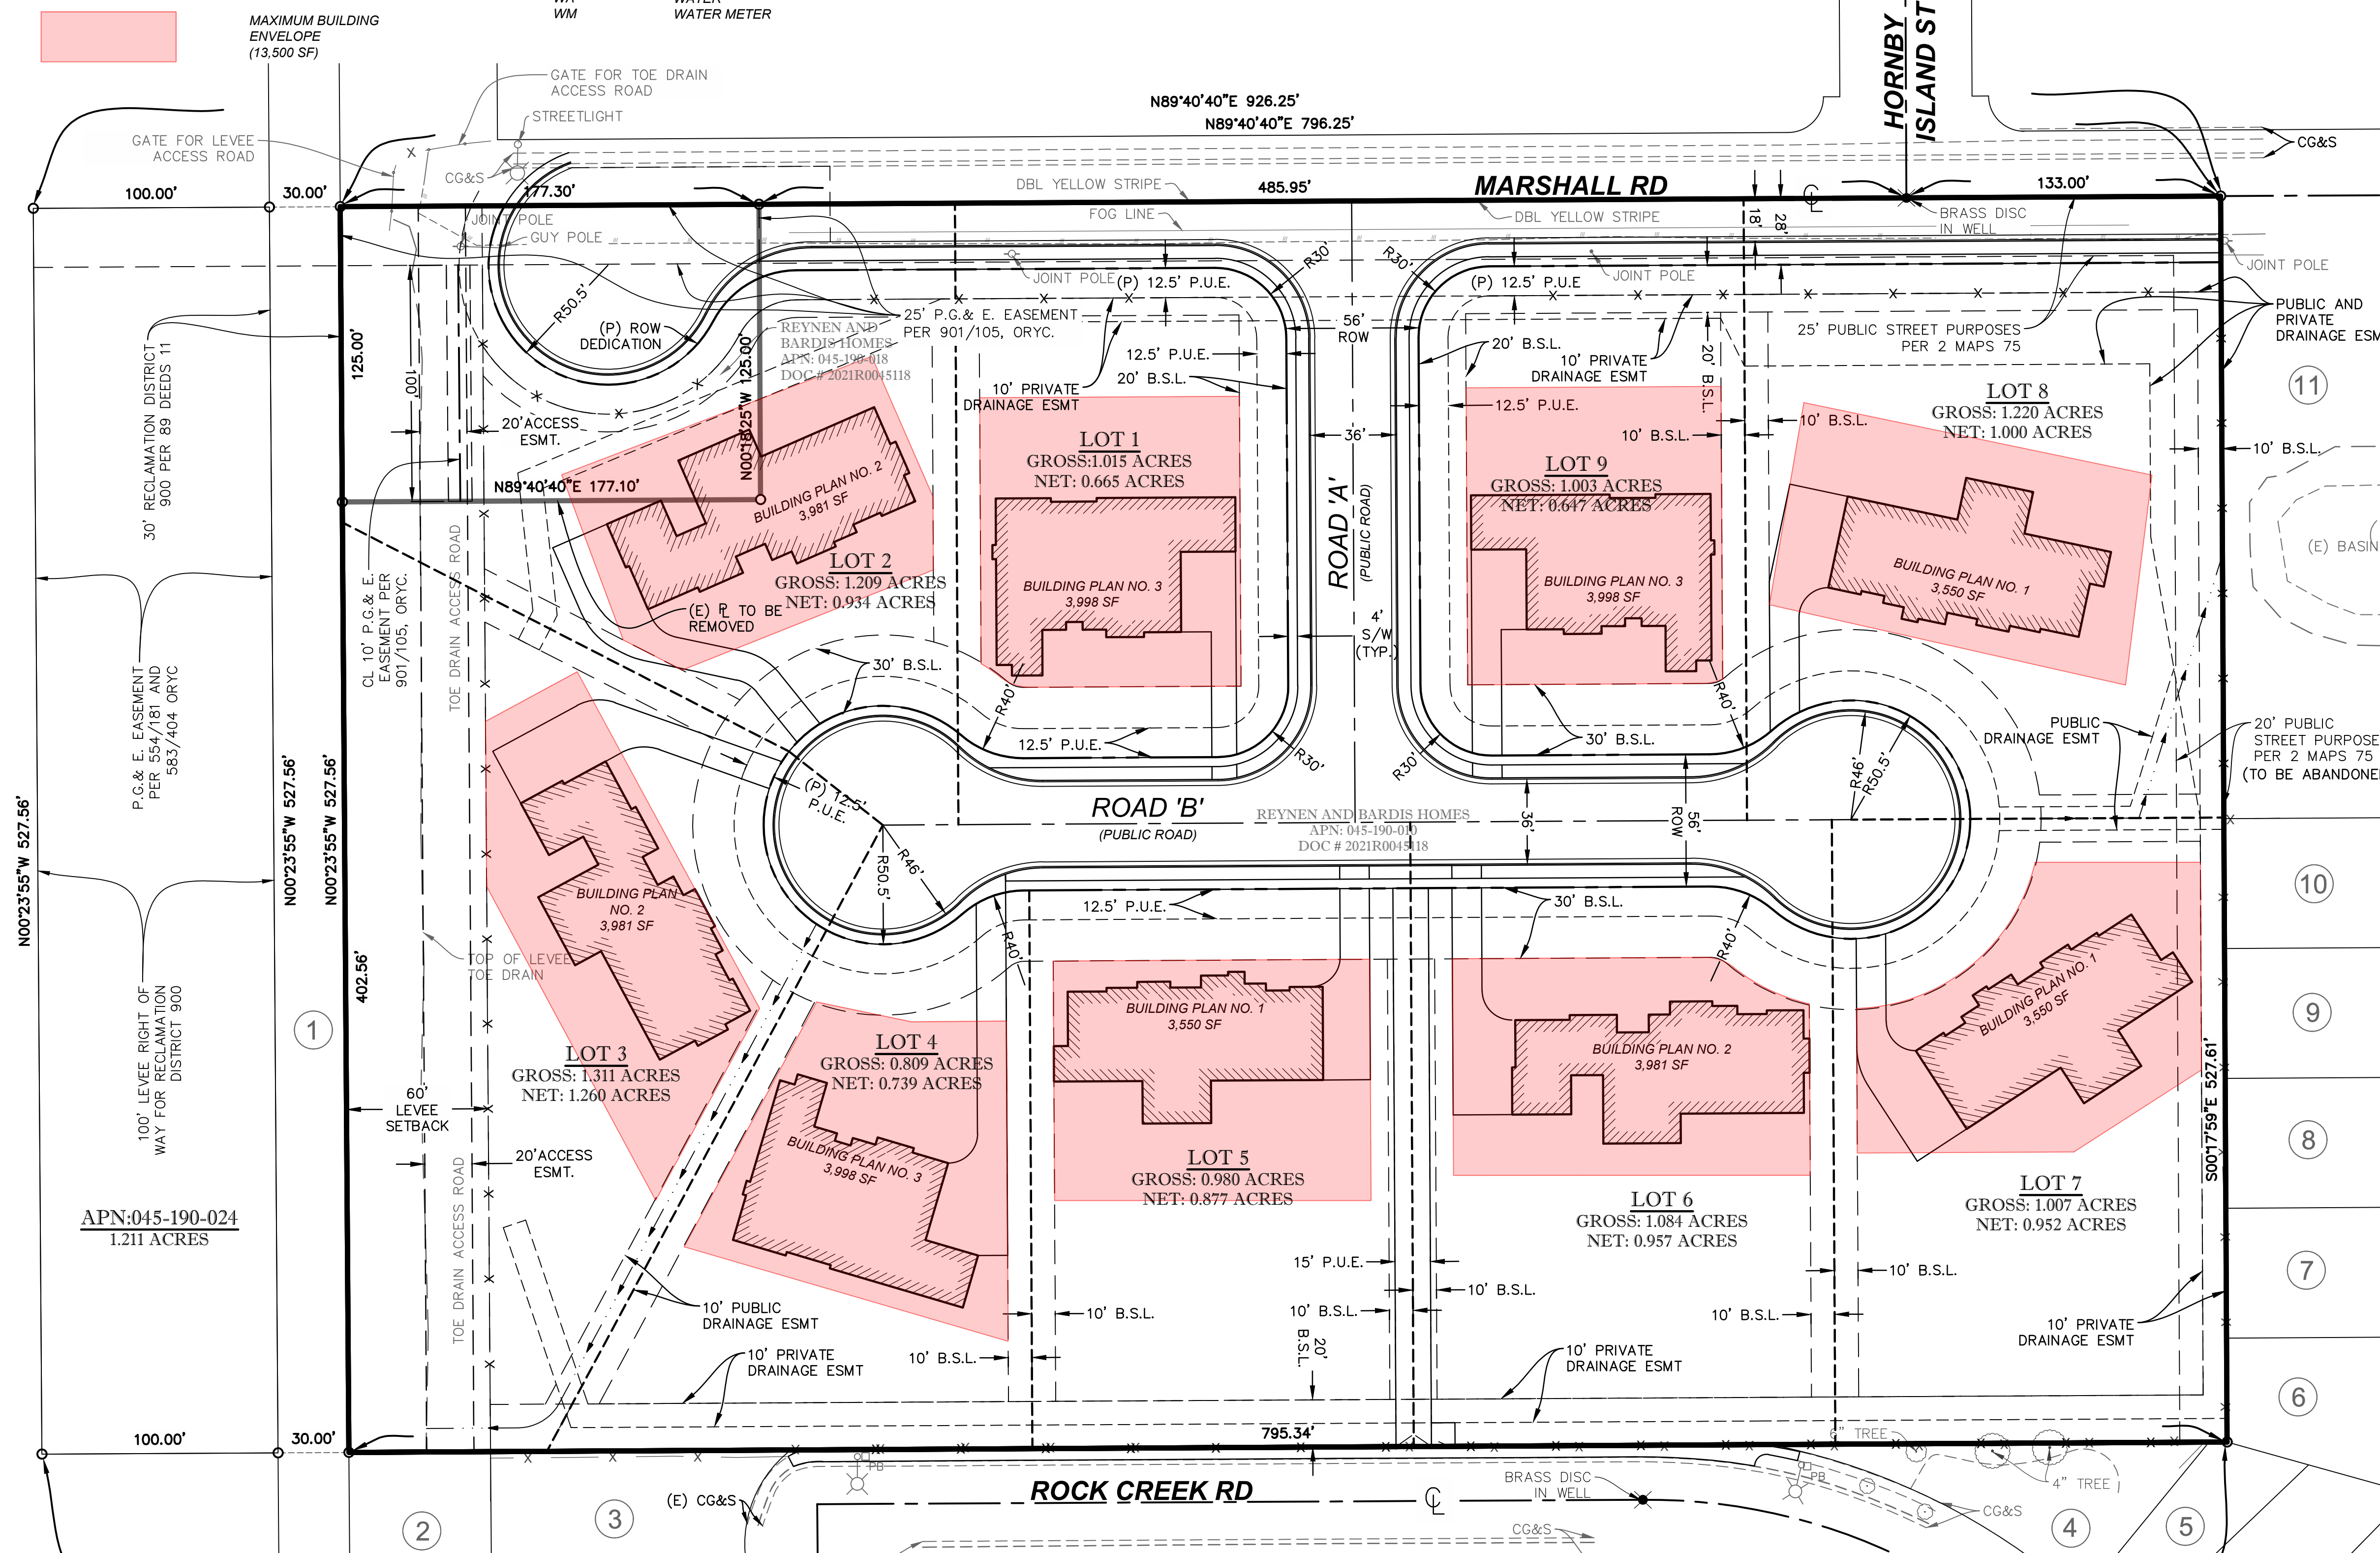 WATER
WM WATER METER
MAXIMUM BUILDING
ENVELOPE
(13,500 SF)
GATE FOR TOE DRAIN
ACCESS ROAD
STREETLIGHT
GATE FOR LEVEE
ACCESS ROAD
CG&S
N89°40'40"E 926.25'
N89°40'40"E 796.25'
HORNBY
ISLAND ST
CG&S
100.00'
30.00'
177.30'
DBL YELLOW STRIPE
485.95'
MARSHALL RD
133.00'
FOG LINE
DBL YELLOW STRIPE
18'
28'
BRASS DISC
IN WELL
JOINT POLE
GUY POLE
JOINT POLE
JOINT POLE
JOINT POLE
R50.5'
(P) ROW
DEDICATION
(P) 12.5' P.U.E.
R30'
R30'
(P) 12.5' P.U.E
25' P.G.& E. EASEMENT
PER 901/105, ORYC.
REYNEN AND
BARDIS HOMES
APN: 045-190-018
DOC # 2021R0045118
56'
ROW
25' PUBLIC STREET PURPOSES
PER 2 MAPS 75
PUBLIC AND
PRIVATE
DRAINAGE ESM
30' RECLAMATION DISTRICT
900 PER 89 DEEDS 11
125.00'
100'
20'ACCESS
ESMT.
N00°18'25"W 125.00'
12.5' P.U.E.
20' B.S.L.
10' PRIVATE
DRAINAGE ESMT
20' B.S.L.
10' PRIVATE
DRAINAGE ESMT
20' B.S.L.
12.5' P.U.E.
10' B.S.L.
10' B.S.L.
LOT 8
GROSS: 1.220 ACRES
NET: 1.000 ACRES
11
10' B.S.L.
LOT 1
GROSS:1.015 ACRES
NET: 0.665 ACRES
36'
LOT 9
GROSS: 1.003 ACRES
NET: 0.647 ACRES
N89°40'40"E 177.10'
BUILDING PLAN NO. 2
3,981 SF
LOT 2
GROSS: 1.209 ACRES
NET: 0.934 ACRES
BUILDING PLAN NO. 3
3,998 SF
ROAD 'A'
(PUBLIC ROAD)
BUILDING PLAN NO. 3
3,998 SF
BUILDING PLAN NO. 1
3,550 SF
(E) BASIN
CL 10' P.G.& E.
EASEMENT PER
901/105, ORYC.
TOE DRAIN ACCESS ROAD
(E) PL TO BE
REMOVED
4'
S/W
(TYP.)
P.G.& E. EASEMENT
PER 554/181 AND
583/404 ORYC
30' B.S.L.
R40'
12.5' P.U.E.
R30'
R30'
30' B.S.L.
R40'
R46'
R50.5'
PUBLIC
DRAINAGE ESMT
20' PUBLIC
STREET PURPOSE
PER 2 MAPS 75
(TO BE ABANDONE
N00°23'55"W 527.56'
N00°23'55"W 527.56'
N00°23'55"W 527.56'
(P) 12.5'
P.U.E.
ROAD 'B'
(PUBLIC ROAD)
REYNEN AND BARDIS HOMES
APN: 045-190-010
DOC # 2021R0045118
36'
56'
ROW
R50.5'
R46'
BUILDING PLAN
NO. 2
3,981 SF
12.5' P.U.E.
30' B.S.L.
R40'
R40'
10
TOP OF LEVEE
TOE DRAIN
402.56'
100' LEVEE RIGHT OF
WAY FOR RECLAMATION
DISTRICT 900
1
BUILDING PLAN NO. 1
3,550 SF
BUILDING PLAN NO. 2
3,981 SF
BUILDING PLAN NO. 1
3,550 SF
9
LOT 3
GROSS: 1.311 ACRES
NET: 1.260 ACRES
LOT 4
GROSS: 0.809 ACRES
NET: 0.739 ACRES
60'
LEVEE
SETBACK
20'ACCESS
ESMT.
BUILDING PLAN NO. 3
3,998 SF
LOT 5
GROSS: 0.980 ACRES
NET: 0.877 ACRES
LOT 6
GROSS: 1.084 ACRES
NET: 0.957 ACRES
LOT 7
GROSS: 1.007 ACRES
NET: 0.952 ACRES
S00°17'59"E 527.61'
8
APN:045-190-024
1.211 ACRES
TOE DRAIN ACCESS ROAD
15' P.U.E.
10' B.S.L.
10' B.S.L.
7
10' PUBLIC
DRAINAGE ESMT
10' B.S.L.
10' B.S.L.
10' B.S.L.
10' PRIVATE
DRAINAGE ESMT
10' PRIVATE
DRAINAGE ESMT
10' B.S.L.
20'
B.S.L.
10' PRIVATE
DRAINAGE ESMT
6
100.00'
30.00'
795.34'
6" TREE
PB
PB
4" TREE
(E) CG&S
ROCK CREEK RD
BRASS DISC
IN WELL
CL
CL
CG&S
CG&S
2
3
4
5